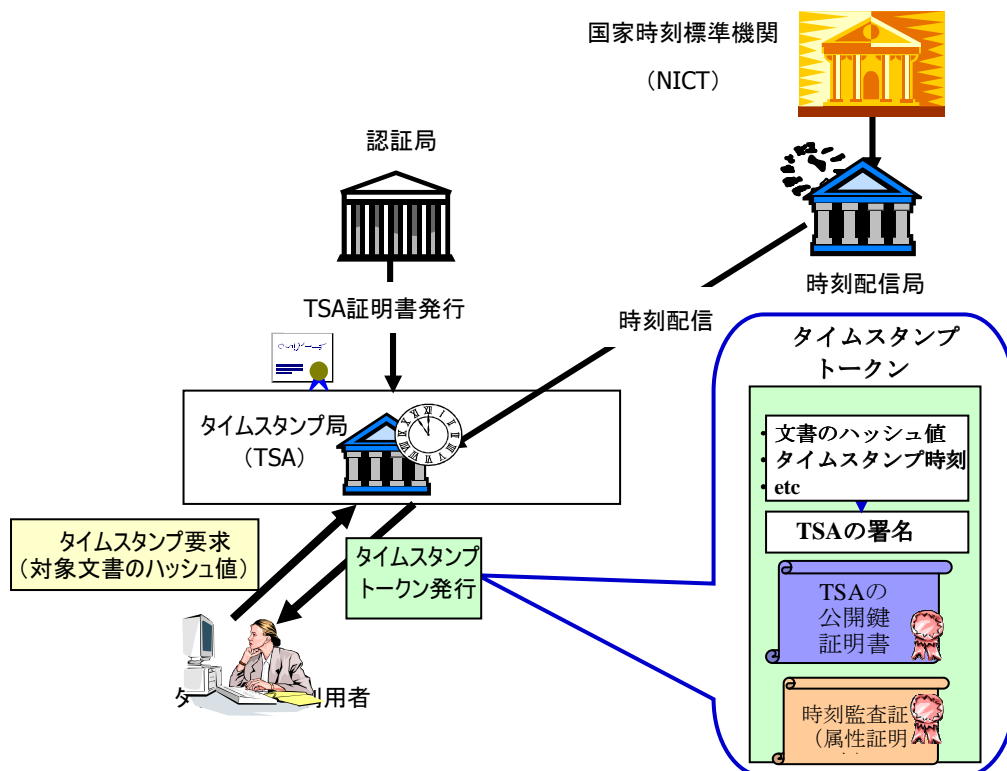 国家時刻標準機関
（NICT）
認証局
時刻配信局
TSA証明書発行
時刻配信
タイムスタンプ局
（TSA）
タイムスタンプ要求
（対象文書のハッシュ値）
タイムスタンプ
トークン発行
タ
利用者
タイムスタンプ
トークン
・文書のハッシュ値
・タイムスタンプ時刻
・etc
TSAの署名
TSAの
公開鍵
証明書
時刻監査証
（属性証明